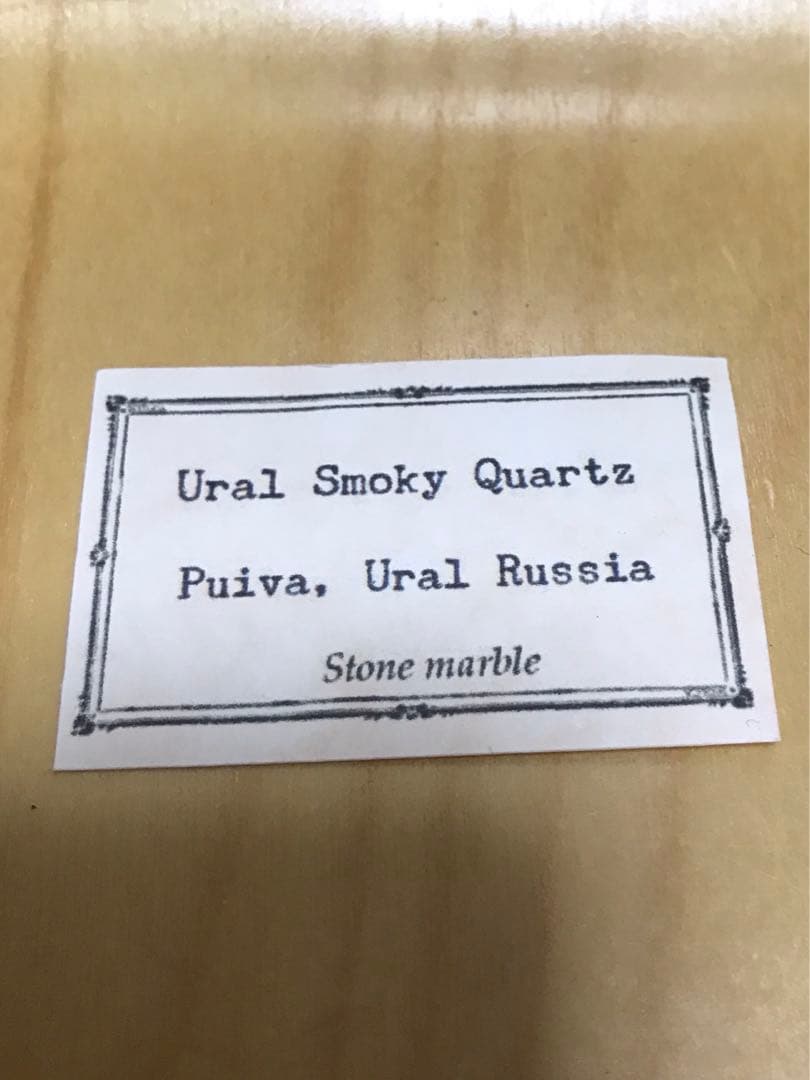 Ural Smoky Quartz
Puiva, Ural Russia
Stone marble